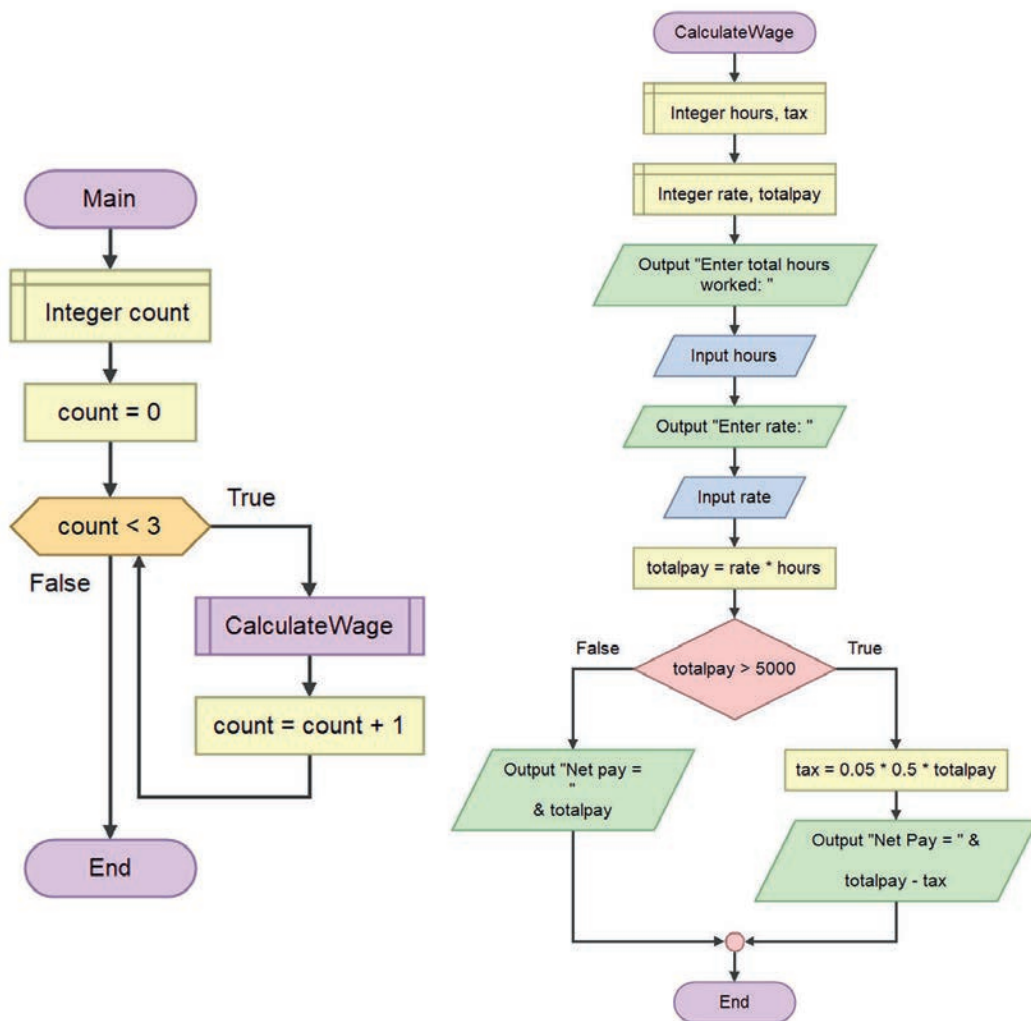 Main
Integer count
count = 0
count < 3
True
False
CalculateWage
count = count + 1
End
CalculateWage
Integer hours, tax
Integer rate, totalpay
Output "Enter total hours
worked: "
Input hours
Output "Enter rate: "
Input rate
totalpay = rate * hours
False
totalpay > 5000
True
Output "Net pay =
"
& totalpay
tax = 0.05 * 0.5 * totalpay
Output "Net Pay = " &
totalpay - tax
End